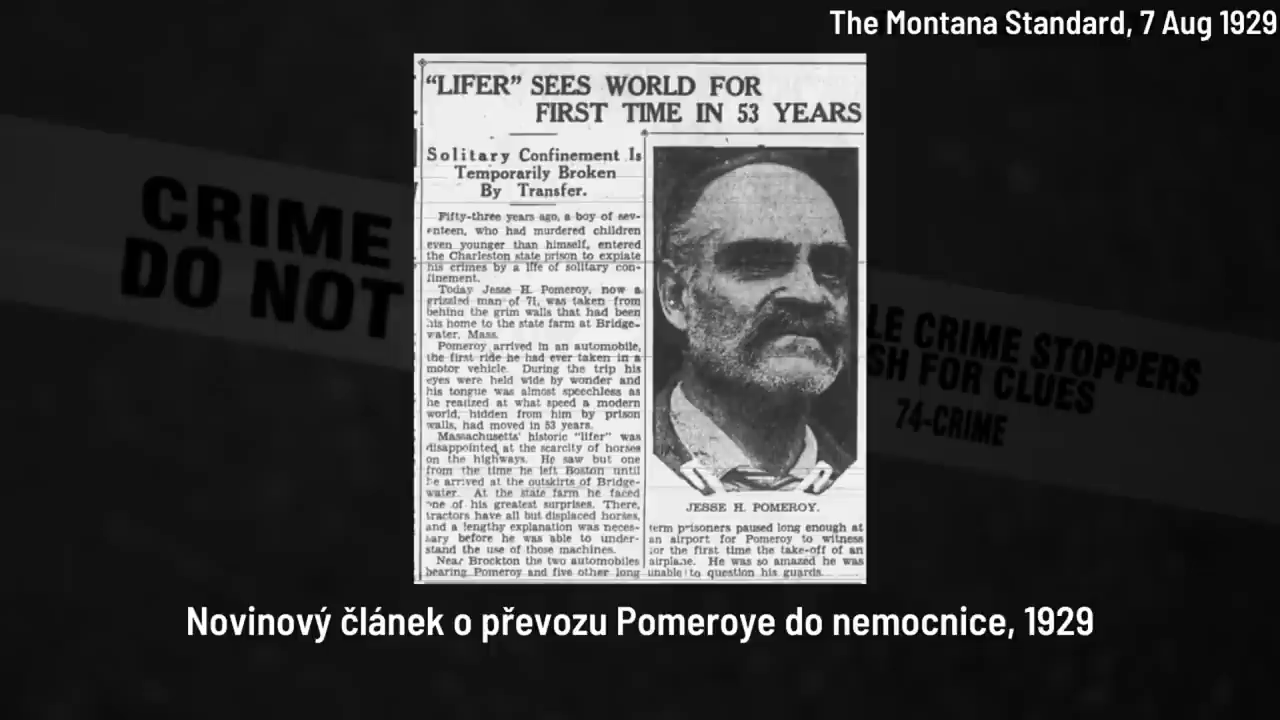 The Montana Standard, 7 Aug 1929
"LIFER" SEES WORLD FOR
FIRST TIME IN 53 YEARS
Solitary Confinement Is
Temporarily Broken
By Transfer.
Fifty-three years ago, a boy of sev-
enteen, who had murdered children
even younger than himself, entered
the Charleston state prison to expiate
his crimes by a life of solitary con-
finement.
Today Jesse H. Pomeroy, now a
grizzled man of 71, was taken from
behind the grim walls that had been
his home to the state farm at Bridge-
water, Mass.
Pomeroy arrived in an automobile,
the first ride he had ever taken in a
motor vehicle. During the trip his
eyes were held wide by wonder and
his tongue was almost speechless as
he realized at what speed a modern
world, hidden from him by prison
walls, had moved in 53 years.
Massachusetts' historic "lifer" was
disappointed at the scarcity of horses
on the highways. He saw but one
from the time he left Boston until
he arrived at the outskirts of Bridge-
water. At the state farm he faced
one of his greatest surprises. There,
tractors have all but displaced horses,
and a lengthy explanation was neces-
sary before he was able to under-
stand the use of those machines.
Near Brockton the two automobiles
bearing Pomeroy and five other long
JESSE H. POMEROY.
term prisoners paused long enough at
an airport for Pomeroy to witness
for the first time the take-off of an
airplane. He was so amazed he was
unable to question his guards.
CRIME
DO NOT
LE CRIME STOPPERS
SH FOR CLUES
74-CRIME
Novinový článek o převozu Pomeroye do nemocnice, 1929